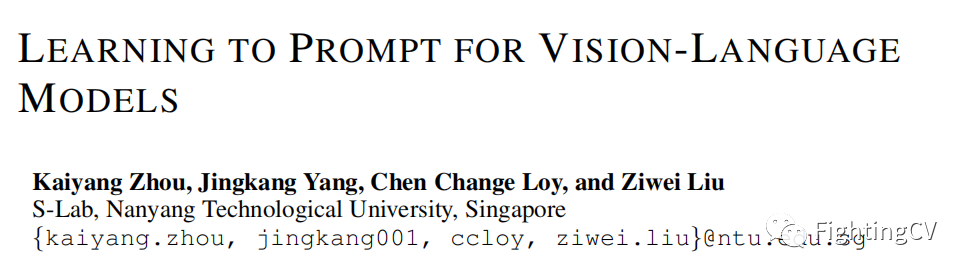 LEARNING TO PROMPT FOR VISION-LANGUAGE
MODELS
Kaiyang Zhou, Jingkang Yang, Chen Change Loy, and Ziwei Liu
S-Lab, Nanyang Technological University, Singapore
{kaiyang.zhou, jingkang001, ccloy, ziwei.liu}@ntu.edu.sg
FightingCV